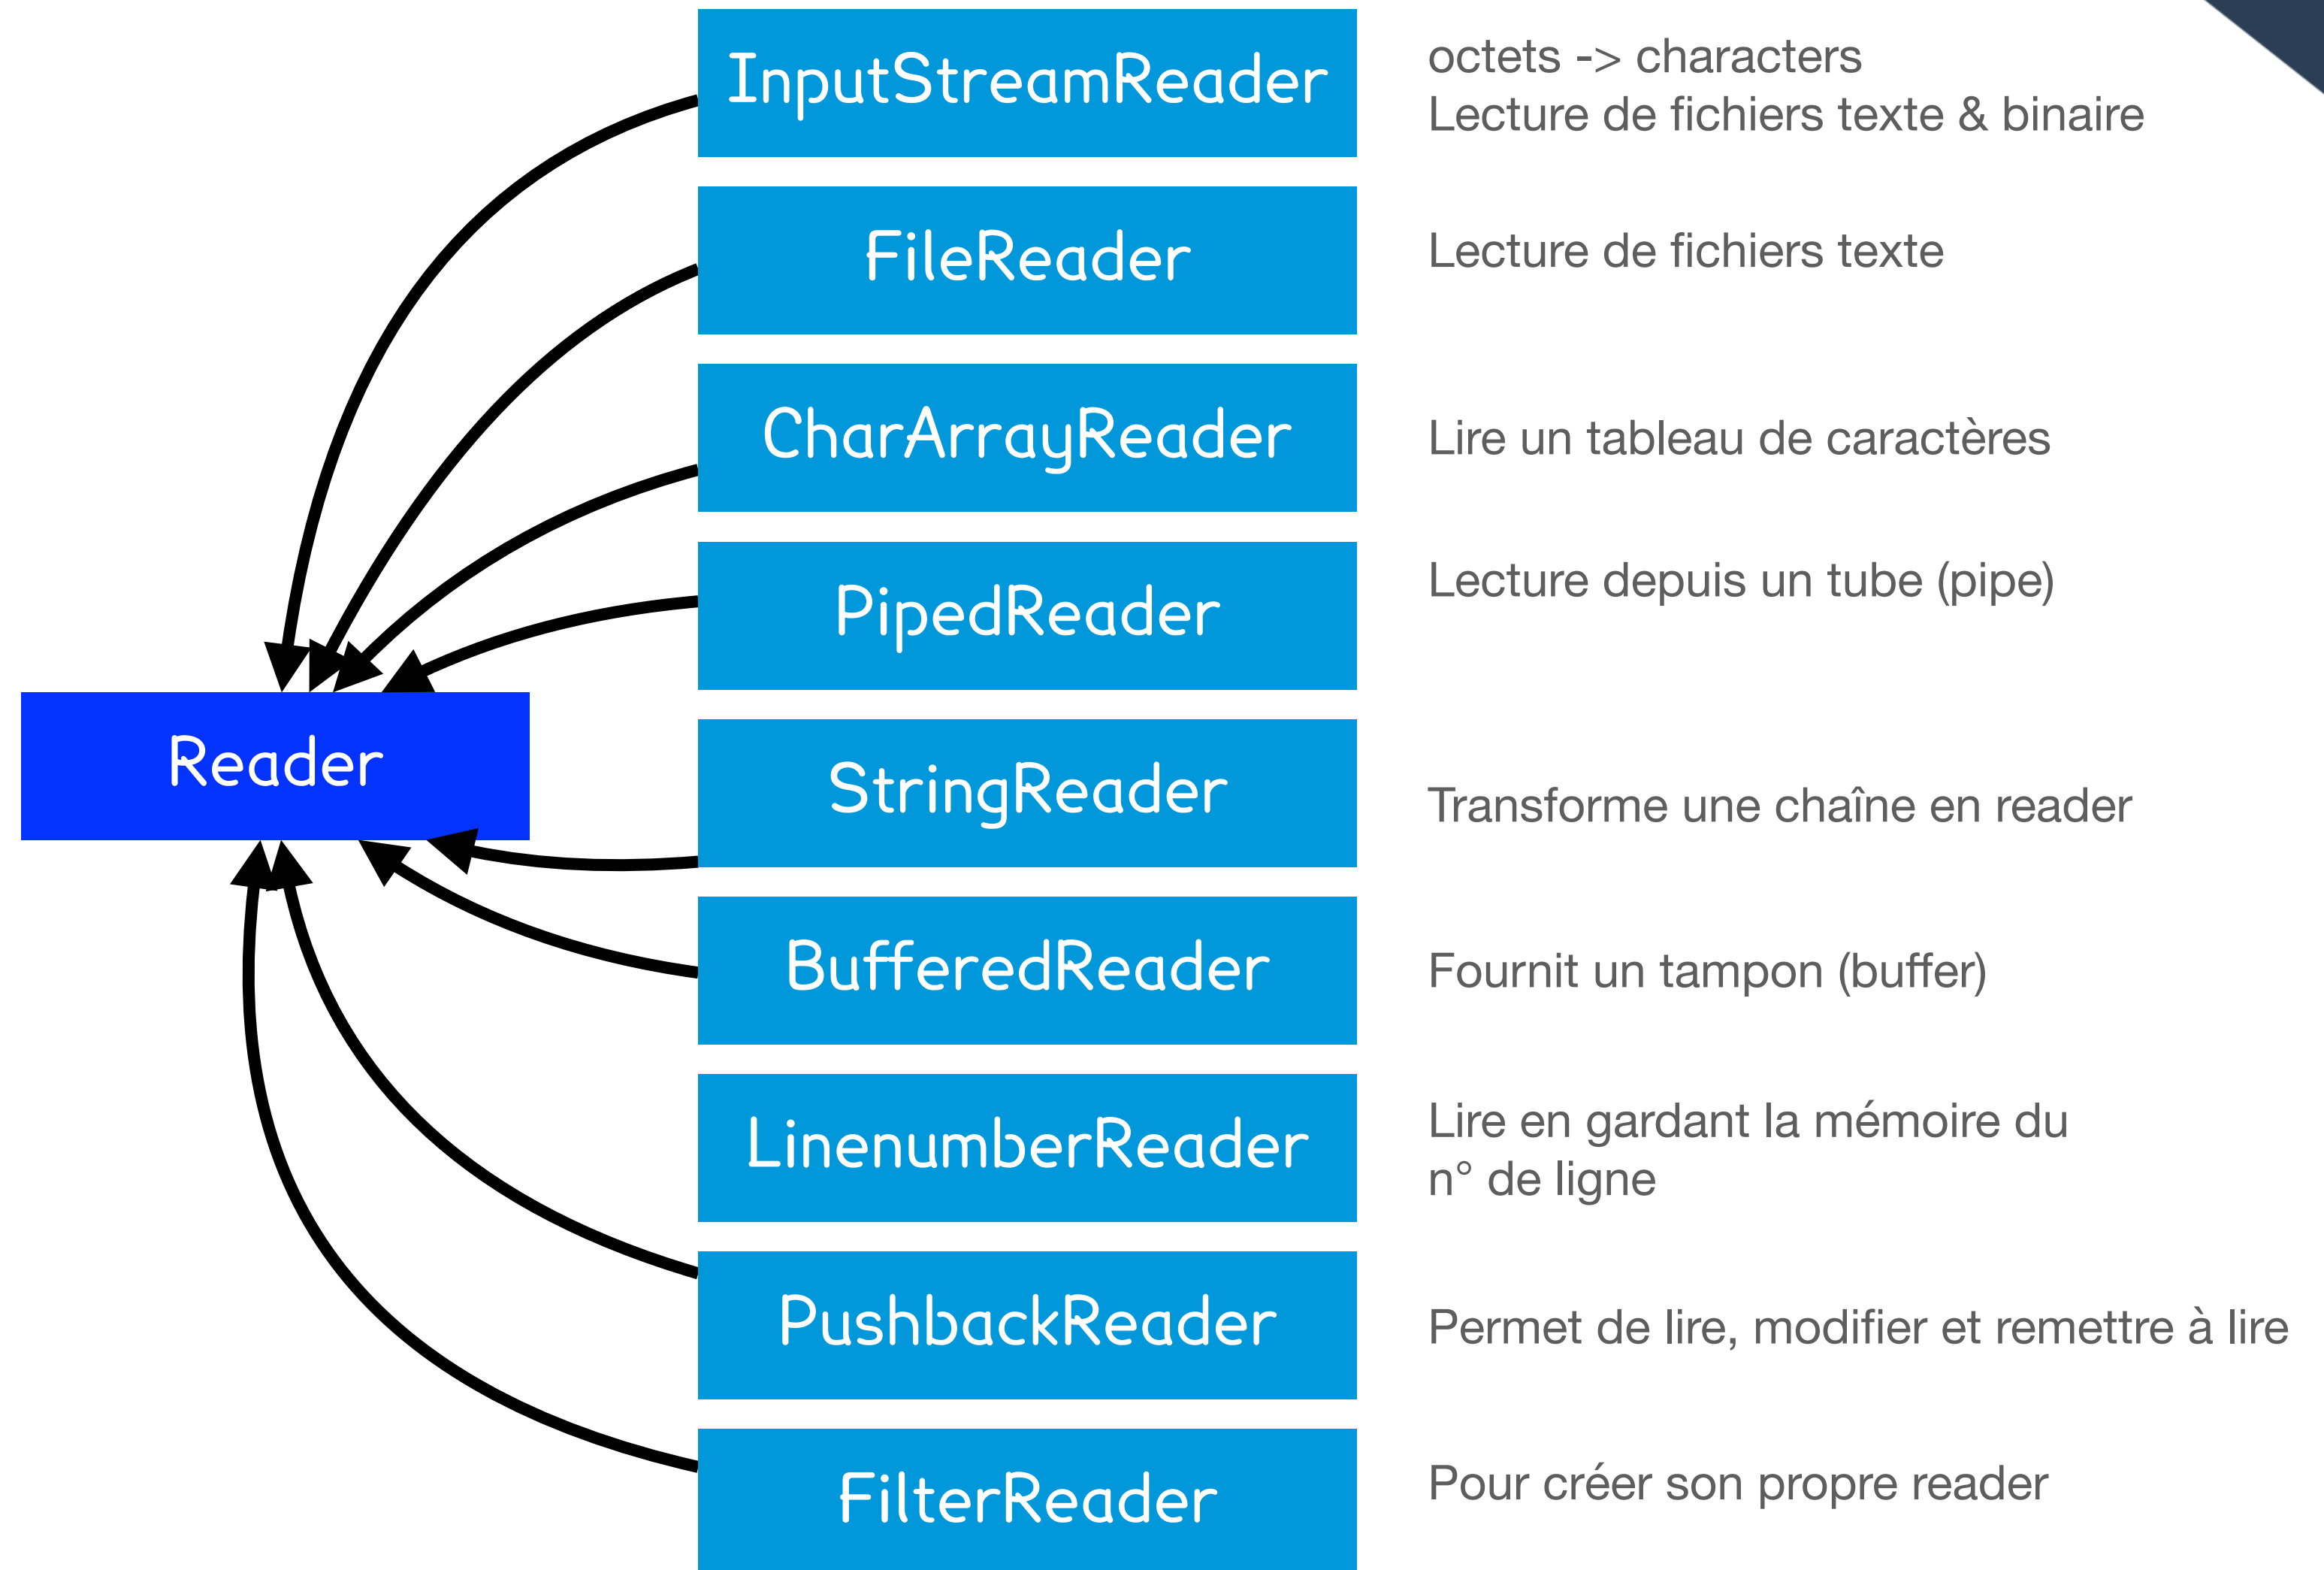 InputStreamReader
octets -> characters
Lecture de fichiers texte & binaire
FileReader
Lecture de fichiers texte
CharArrayReader
Lire un tableau de caractères
PipedReader
Lecture depuis un tube (pipe)
Reader
StringReader
Transforme une chaîne en reader
BufferedReader
Fournit un tampon (buffer)
LinenumberReader
Lire en gardant la mémoire du
n° de ligne
PushbackReader
Permet de lire, modifier et remettre à lire
FilterReader
Pour créer son propre reader